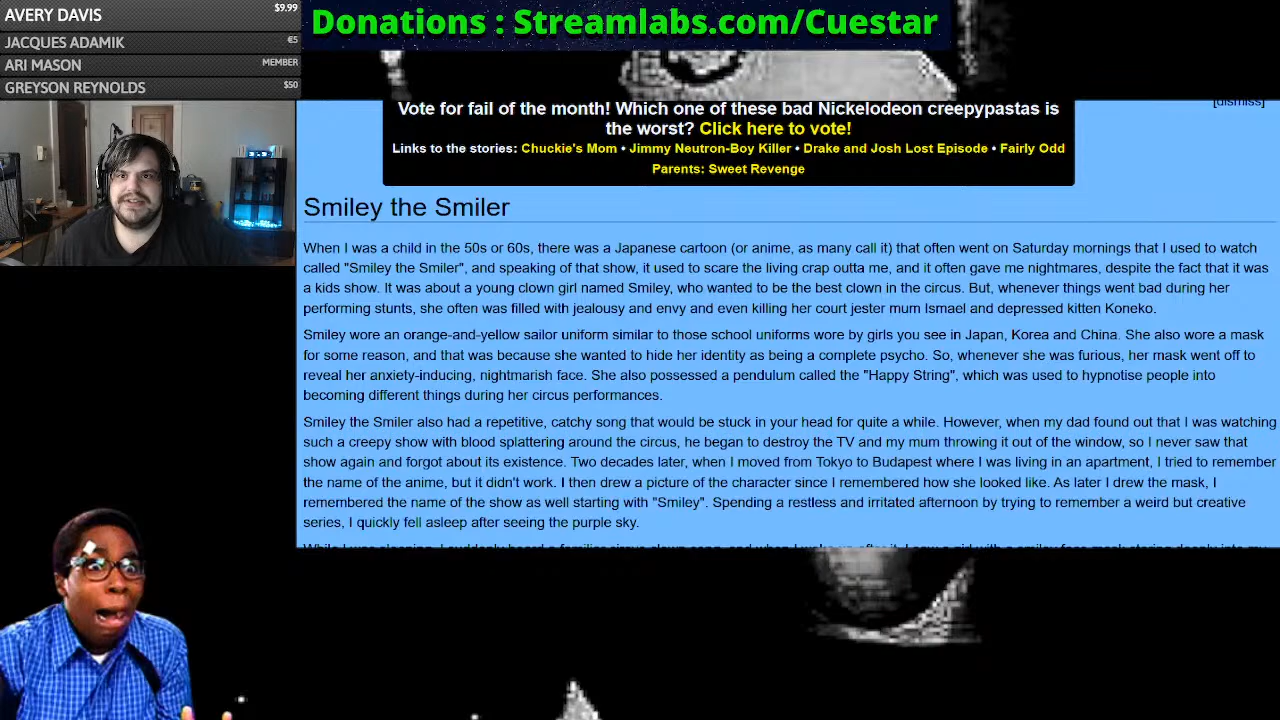 AVERY DAVIS $9.99
JACQUES ADAMIK €5
ARI MASON MEMBER
GREYSON REYNOLDS $50
Donations : Streamlabs.com/Cuestar
[dismiss]
Vote for fail of the month! Which one of these bad Nickelodeon creepypastas is
the worst? Click here to vote!
Links to the stories: Chuckie's Mom • Jimmy Neutron-Boy Killer • Drake and Josh Lost Episode • Fairly Odd
Parents: Sweet Revenge
Smiley the Smiler
When I was a child in the 50s or 60s, there was a Japanese cartoon (or anime, as many call it) that often went on Saturday mornings that I used to watch
called "Smiley the Smiler", and speaking of that show, it used to scare the living crap outta me, and it often gave me nightmares, despite the fact that it was
a kids show. It was about a young clown girl named Smiley, who wanted to be the best clown in the circus. But, whenever things went bad during her
performing stunts, she often was filled with jealousy and envy and even killing her court jester mum Ismael and depressed kitten Koneko.
Smiley wore an orange-and-yellow sailor uniform similar to those school uniforms wore by girls you see in Japan, Korea and China. She also wore a mask
for some reason, and that was because she wanted to hide her identity as being a complete psycho. So, whenever she was furious, her mask went off to
reveal her anxiety-inducing, nightmarish face. She also possessed a pendulum called the "Happy String", which was used to hypnotise people into
becoming different things during her circus performances.
Smiley the Smiler also had a repetitive, catchy song that would be stuck in your head for quite a while. However, when my dad found out that I was watching
such a creepy show with blood splattering around the circus, he began to destroy the TV and my mum throwing it out of the window, so I never saw that
show again and forgot about its existence. Two decades later, when I moved from Tokyo to Budapest where I was living in an apartment, I tried to remember
the name of the anime, but it didn't work. I then drew a picture of the character since I remembered how she looked like. As later I drew the mask, I
remembered the name of the show as well starting with "Smiley". Spending a restless and irritated afternoon by trying to remember a weird but creative
series, I quickly fell asleep after seeing the purple sky.